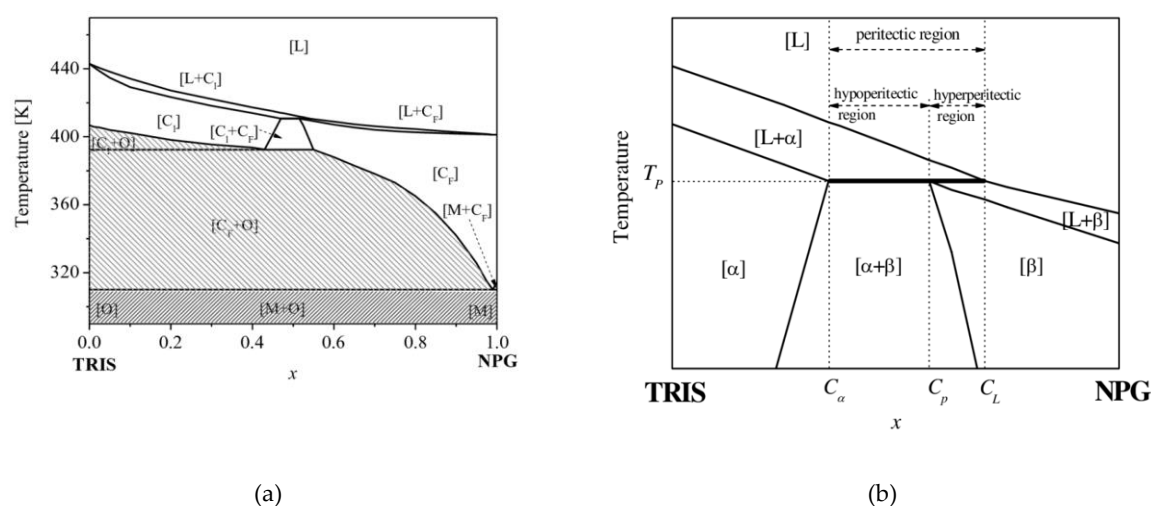 [L]
[L+C_I]
[L+C_F]
[C_I]
[C_I+C_F]
[C_I+O]
[C_F]
[M+C_F]
[C_F+O]
[O]
[M+O]
[M]
440
400
360
320
Temperature [K]
0.0 0.2 0.4 0.6 0.8 1.0
TRIS
NPG
x
(a)
[L]
peritectic region
hypoperitectic
region
hyperperitectic
region
[L+α]
T_P
Temperature
[L+β]
[α]
[α+β]
[β]
TRIS
C_α
C_p
C_L
NPG
x
(b)